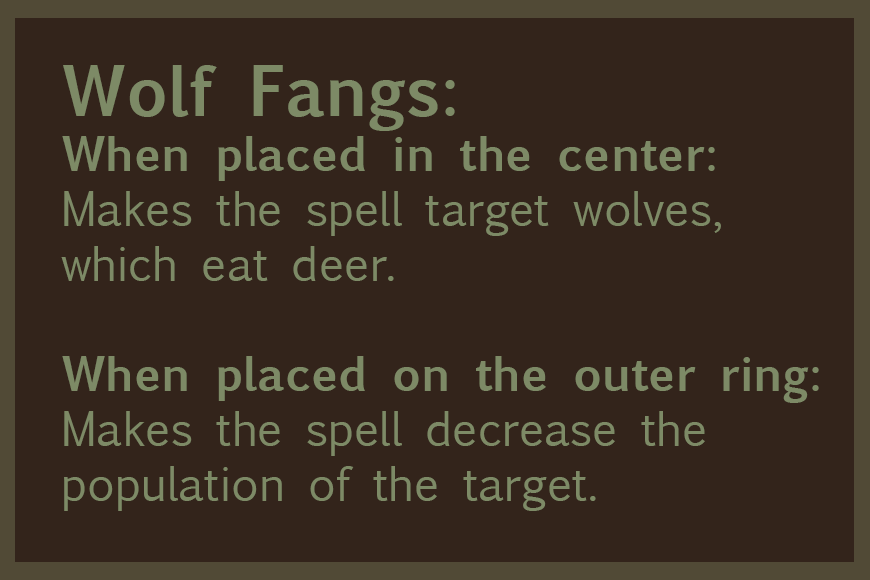 Wolf Fangs:
When placed in the center:
Makes the spell target wolves,
which eat deer.
When placed on the outer ring:
Makes the spell decrease the
population of the target.